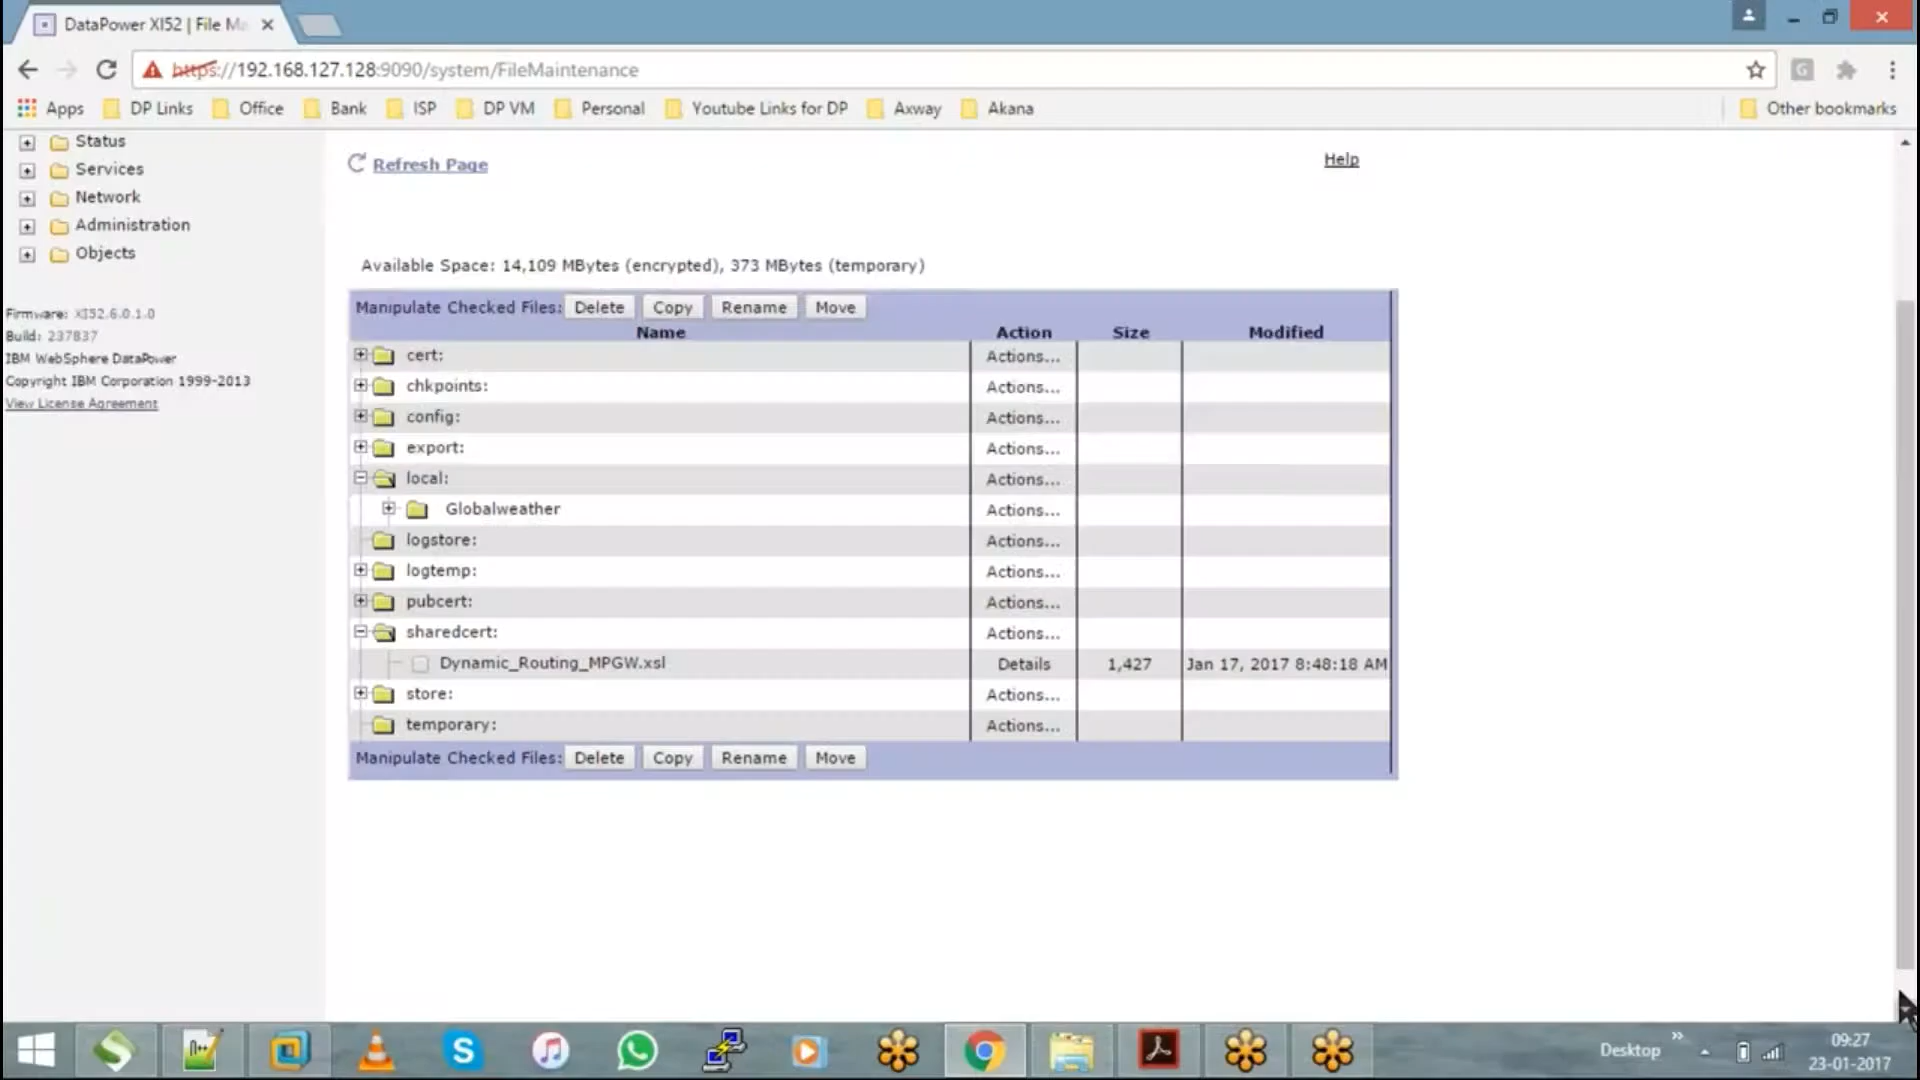 DataPower XI52 | File Ma
https://192.168.127.128:9090/system/FileMaintenance
Apps DP Links Office Bank ISP DP VM Personal Youtube Links for DP Axway Akana Other bookmarks
Status
Services
Network
Administration
Objects
Firmware: XI52.6.0.1.0
Build: 237837
IBM WebSphere DataPower
Copyright IBM Corporation 1999-2013
View License Agreement
Refresh Page Help
Available Space: 14,109 MBytes (encrypted), 373 MBytes (temporary)
Manipulate Checked Files: Delete Copy Rename Move
Name Action Size Modified
cert: Actions...
chkpoints: Actions...
config: Actions...
export: Actions...
local: Actions...
Globalweather Actions...
logstore: Actions...
logtemp: Actions...
pubcert: Actions...
sharedcert: Actions...
Dynamic_Routing_MPGW.xsl Details 1,427 Jan 17, 2017 8:48:18 AM
store: Actions...
temporary: Actions...
Manipulate Checked Files: Delete Copy Rename Move
Desktop
09:27
23-01-2017